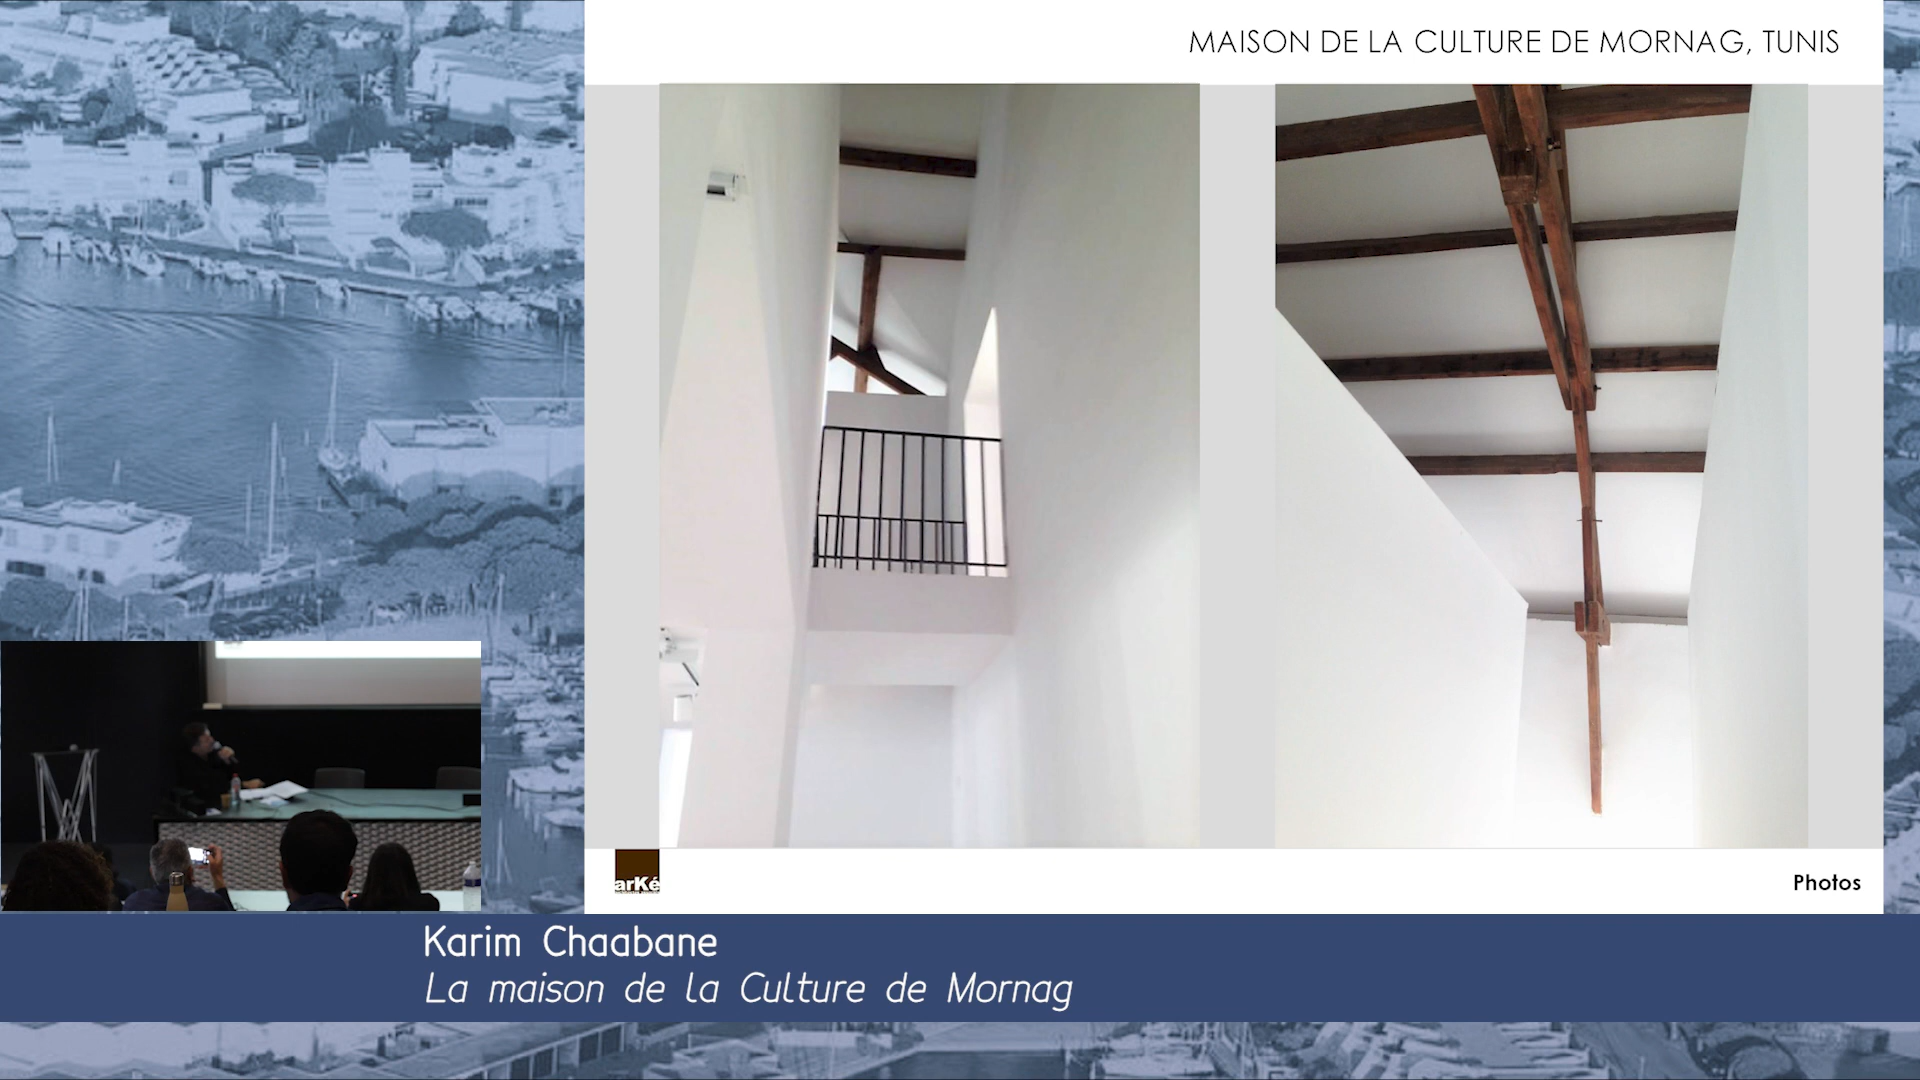 MAISON DE LA CULTURE DE MORNAG, TUNIS
arKé
Photos
Karim Chaabane
La maison de la Culture de Mornag